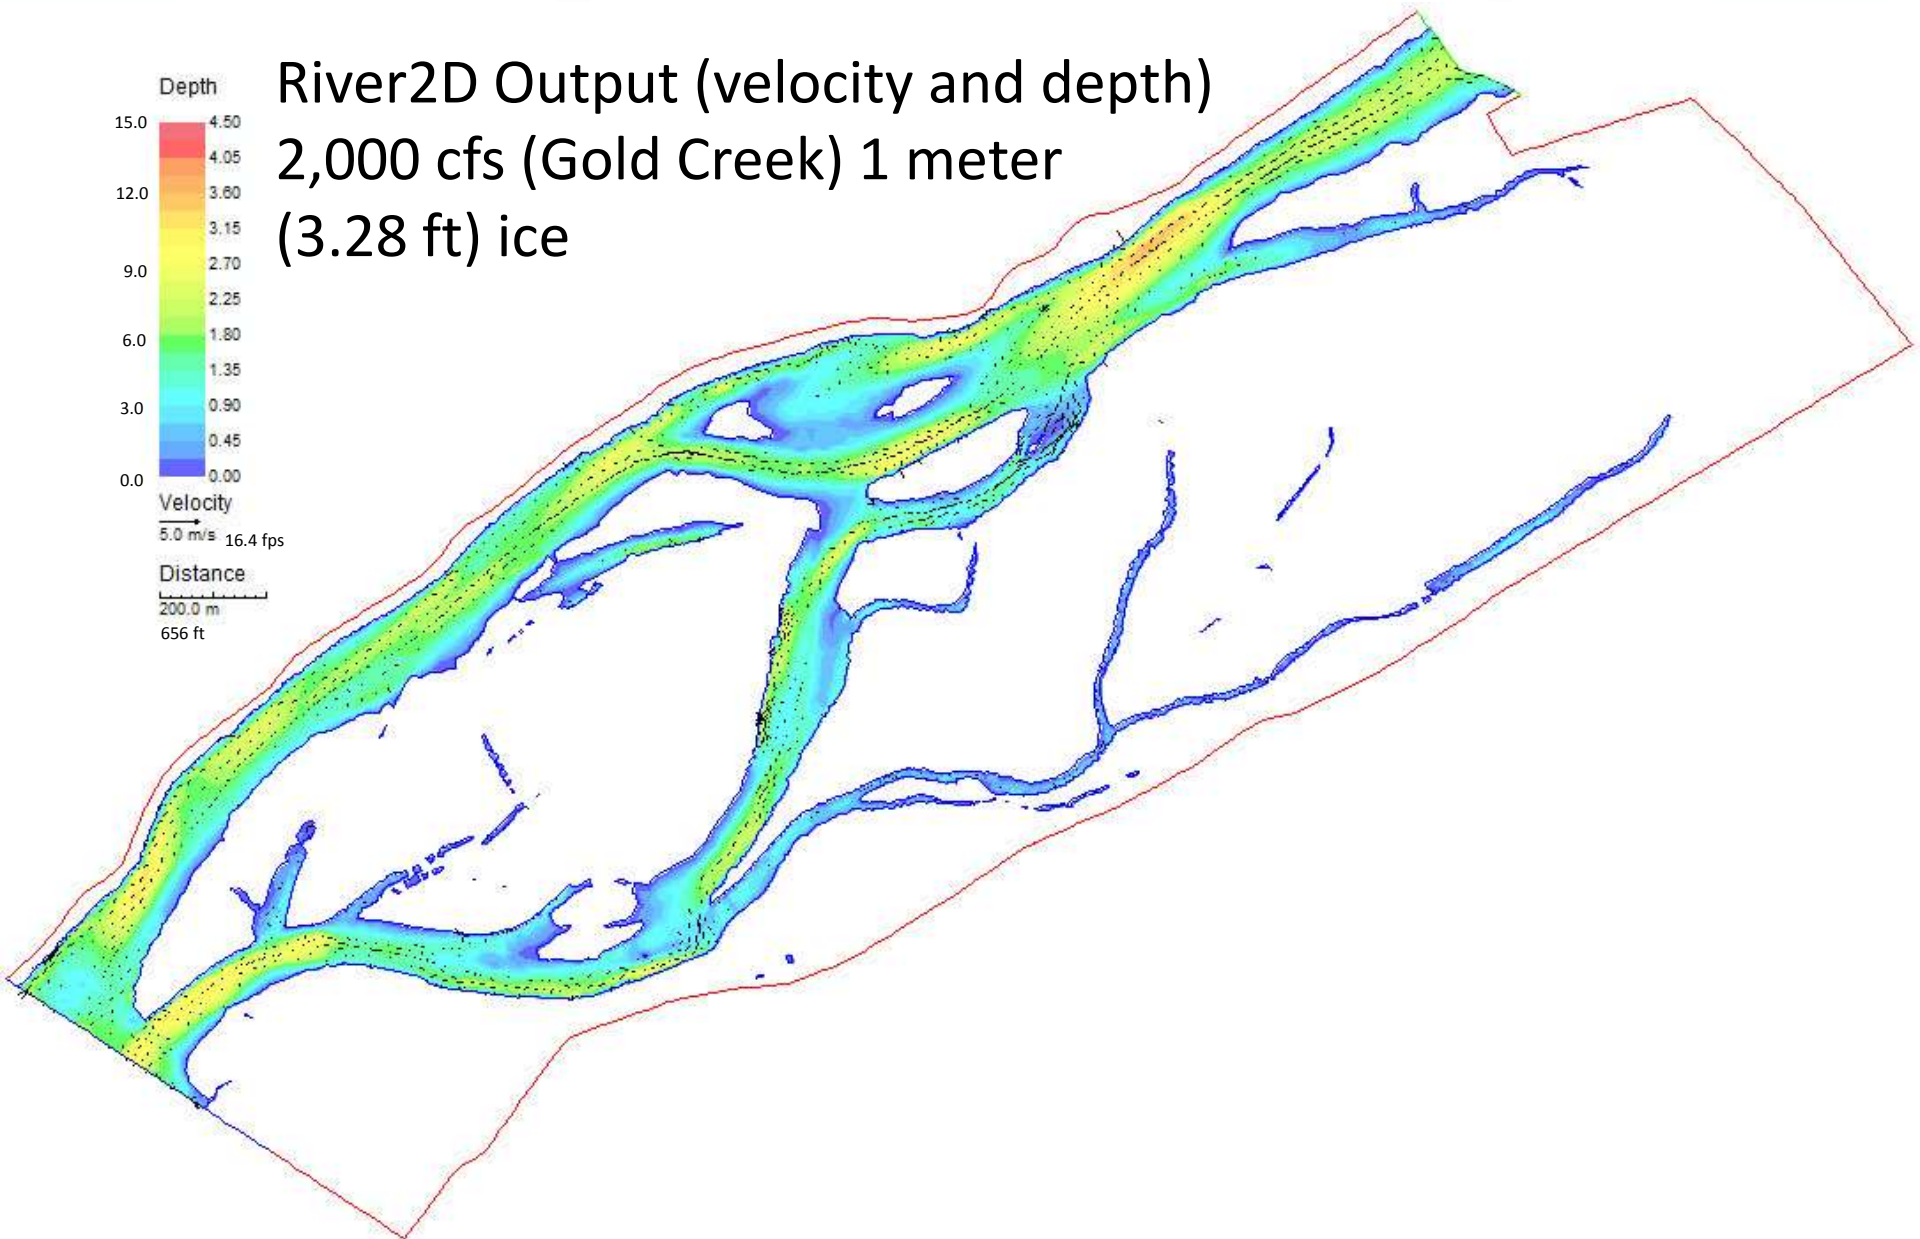 River2D Output (velocity and depth)
2,000 cfs (Gold Creek) 1 meter
(3.28 ft) ice
Depth
15.0 4.50
4.05
12.0 3.60
3.15
9.0 2.70
2.25
6.0 1.80
1.35
3.0 0.90
0.45
0.0 0.00
Velocity
5.0 m/s 16.4 fps
Distance
200.0 m
656 ft